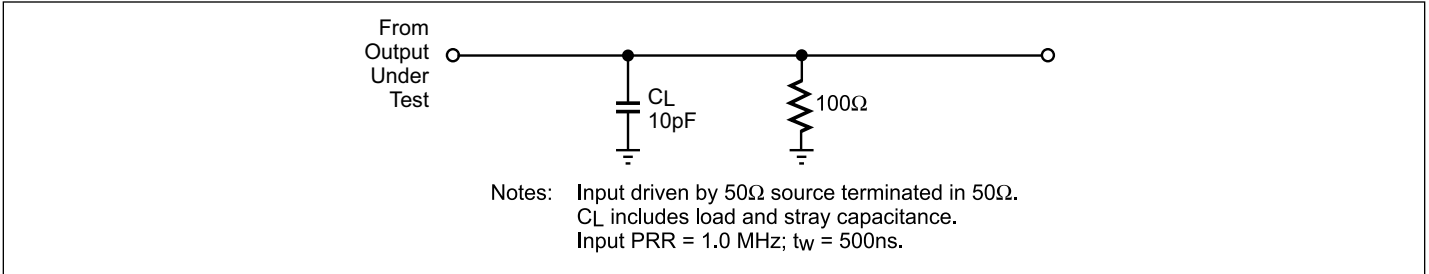 From
Output
Under
Test
CL
10pF
100Ω
Notes: Input driven by 50Ω source terminated in 50Ω.
CL includes load and stray capacitance.
Input PRR = 1.0 MHz; tw = 500ns.